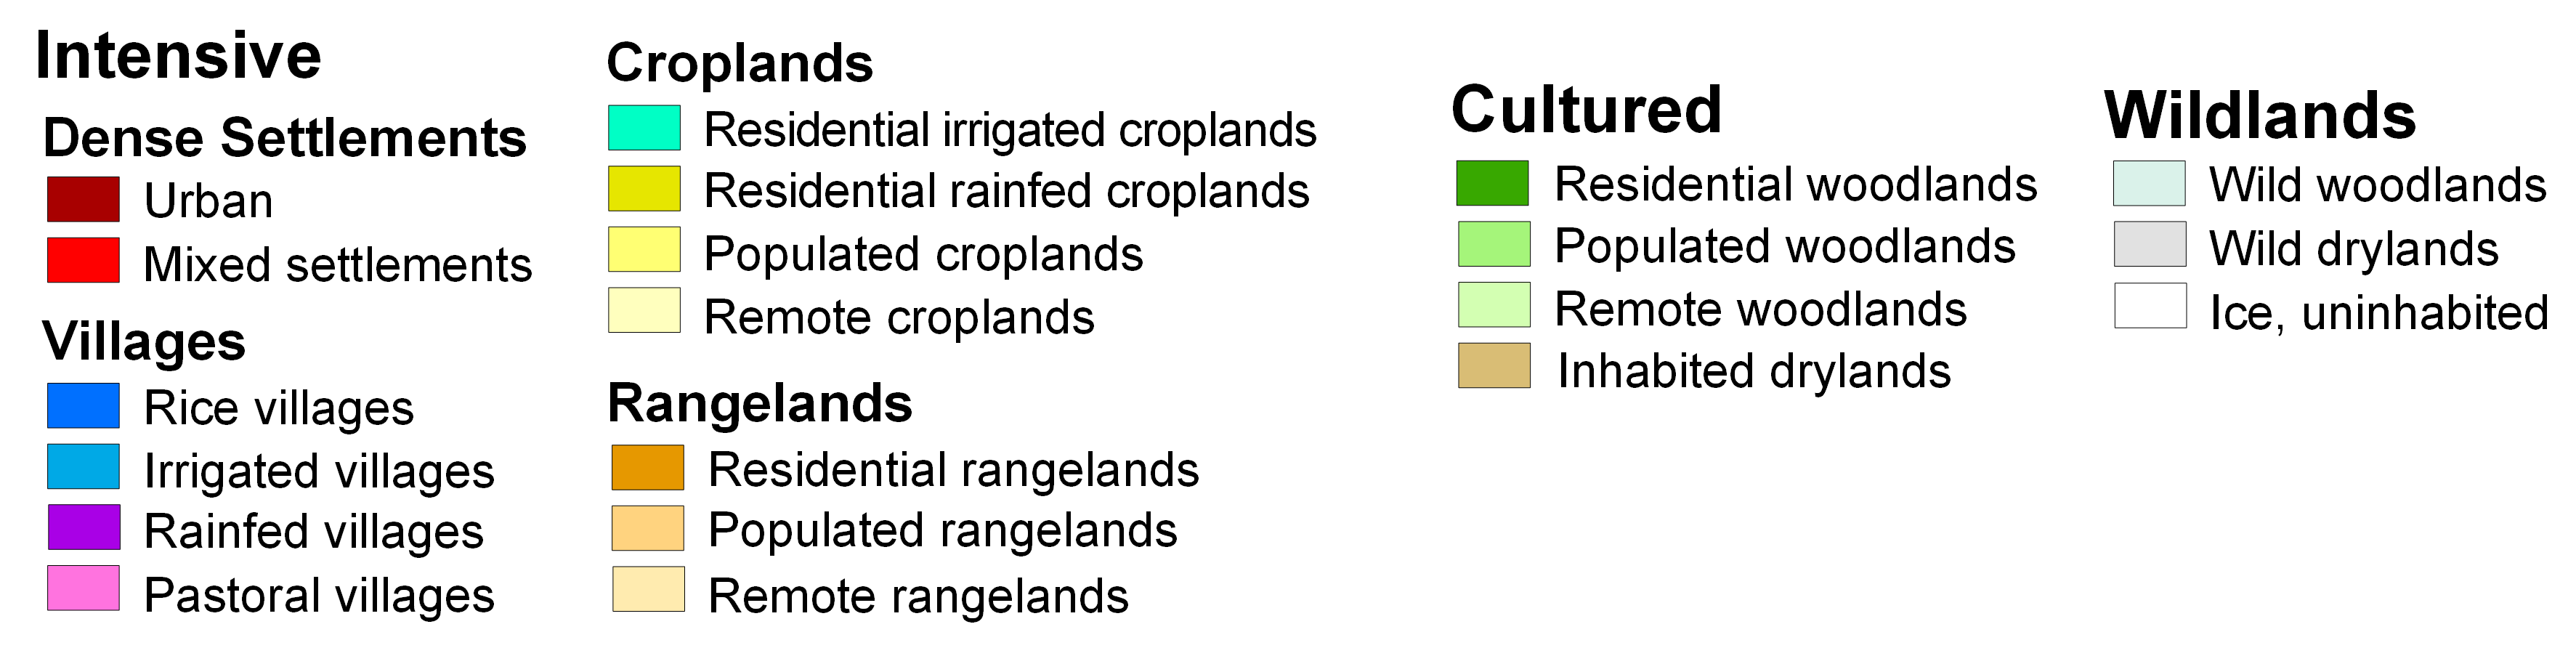 Intensive
Dense Settlements
Urban
Mixed settlements
Villages
Rice villages
Irrigated villages
Rainfed villages
Pastoral villages
Croplands
Residential irrigated croplands
Residential rainfed croplands
Populated croplands
Remote croplands
Rangelands
Residential rangelands
Populated rangelands
Remote rangelands
Cultured
Residential woodlands
Populated woodlands
Remote woodlands
Inhabited drylands
Wildlands
Wild woodlands
Wild drylands
Ice, uninhabited